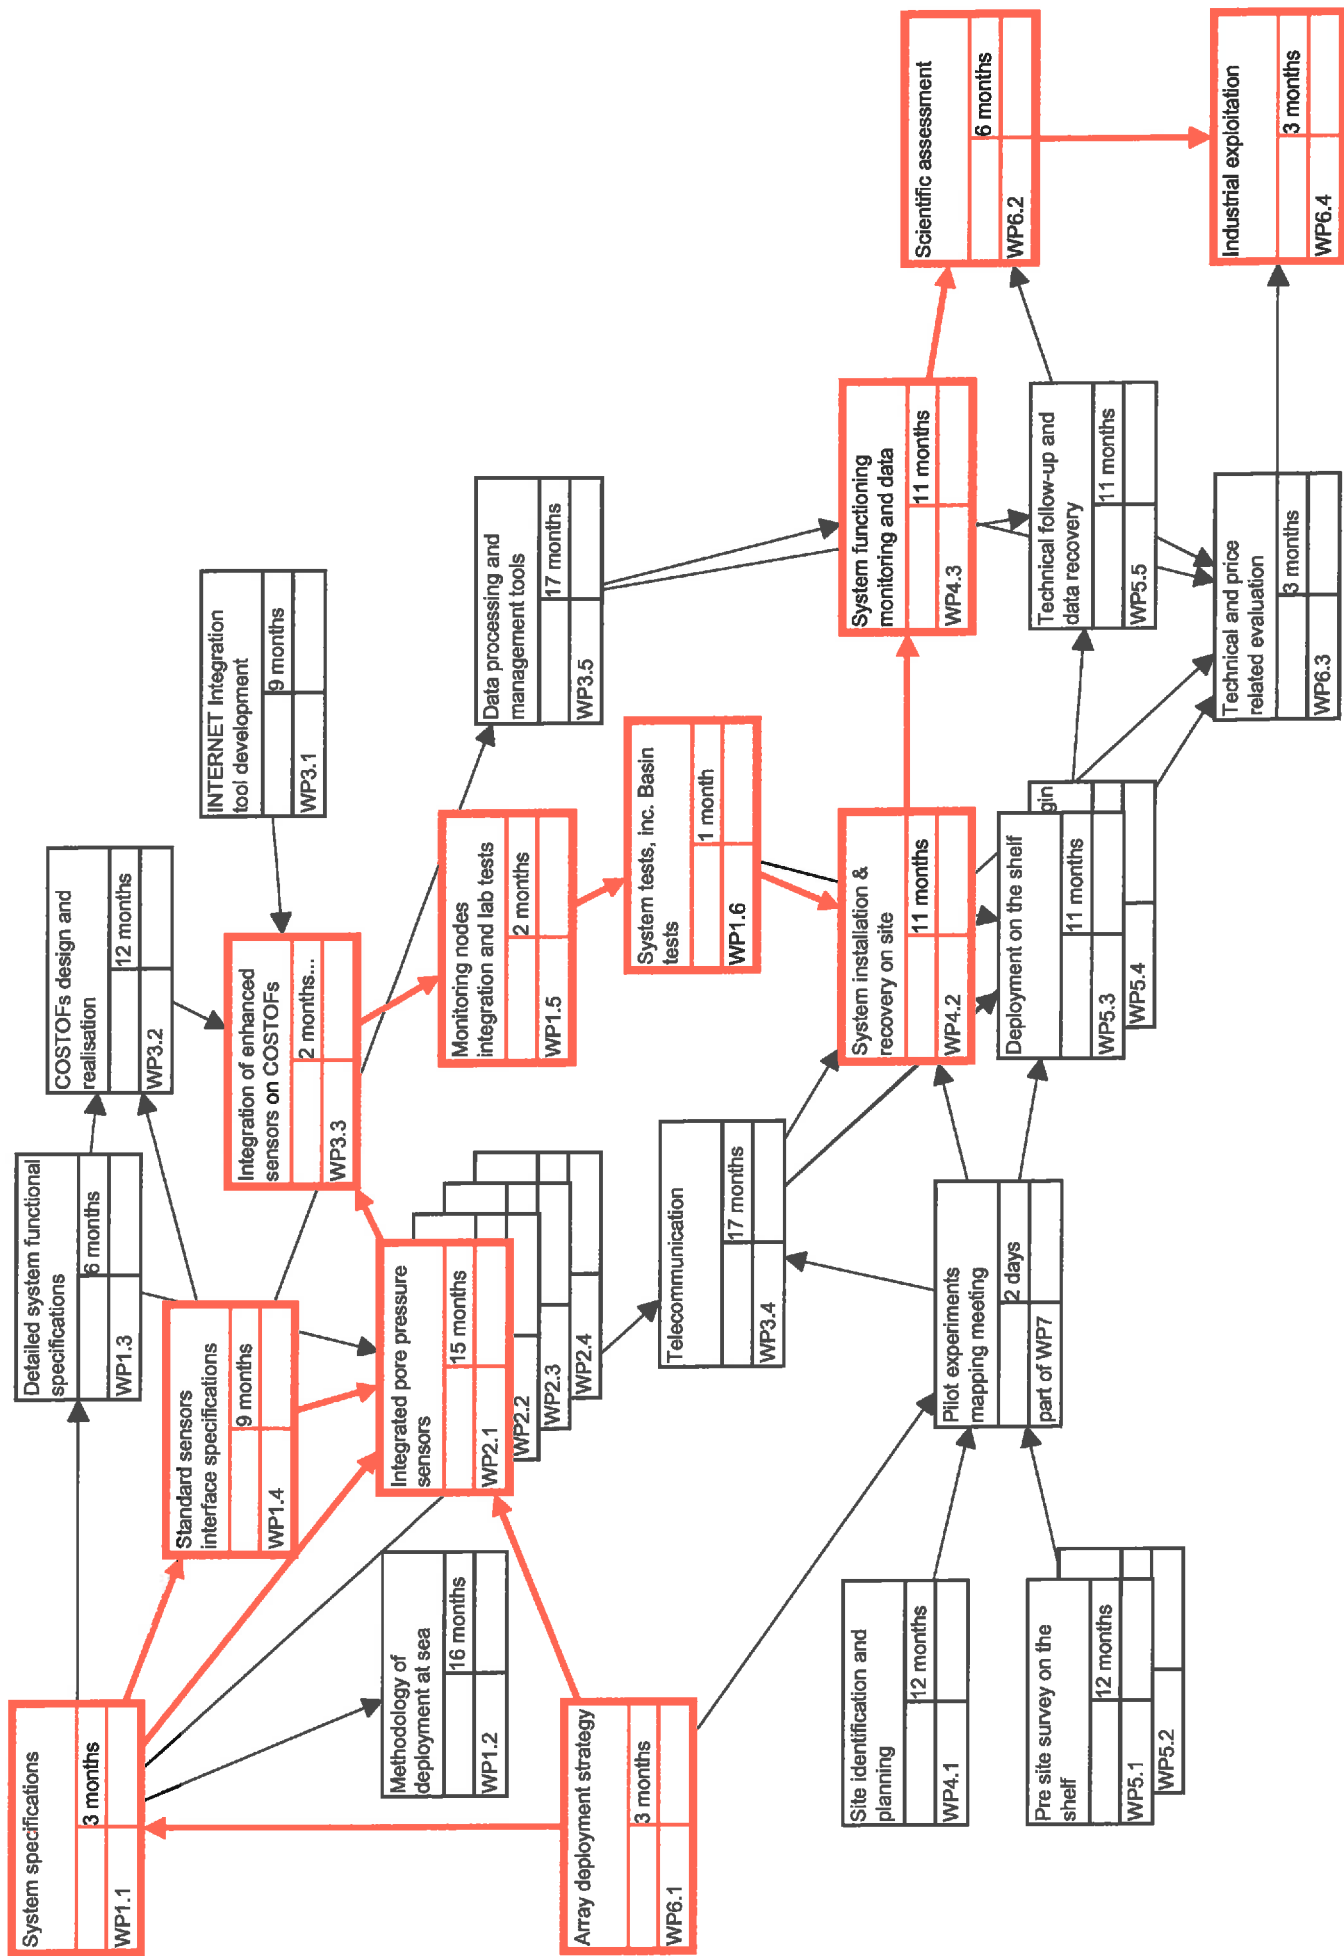 System specifications
3 months
WP1.1
Detailed system functional
specifications
6 months
WP1.3
COSTOFs design and
realisation
12 months
WP3.2
Standard sensors
interface specifications
9 months
WP1.4
Integration of enhanced
sensors on COSTOFs
2 months...
WP3.3
INTERNET Integration
tool development
9 months
WP3.1
Methodology of
deployment at sea
16 months
WP1.2
Integrated pore pressure
sensors
15 months
WP2.1
WP2.2
WP2.3
WP2.4
Monitoring nodes
integration and lab tests
2 months
WP1.5
Data processing and
management tools
17 months
WP3.5
Array deployment strategy
3 months
WP6.1
Telecommunication
17 months
WP3.4
System tests, inc. Basin
tests
1 month
WP1.6
Site identification and
planning
12 months
WP4.1
Pilot experiments
mapping meeting
2 days
part of WP7
System installation &
recovery on site
11 months
WP4.2
System functioning
monitoring and data
11 months
WP4.3
Scientific assessment
6 months
WP6.2
Pre site survey on the
shelf
12 months
WP5.1
WP5.2
Deployment on the shelf
11 months
WP5.3
gin
WP5.4
Technical follow-up and
data recovery
11 months
WP5.5
Technical and price
related evaluation
3 months
WP6.3
Industrial exploitation
3 months
WP6.4